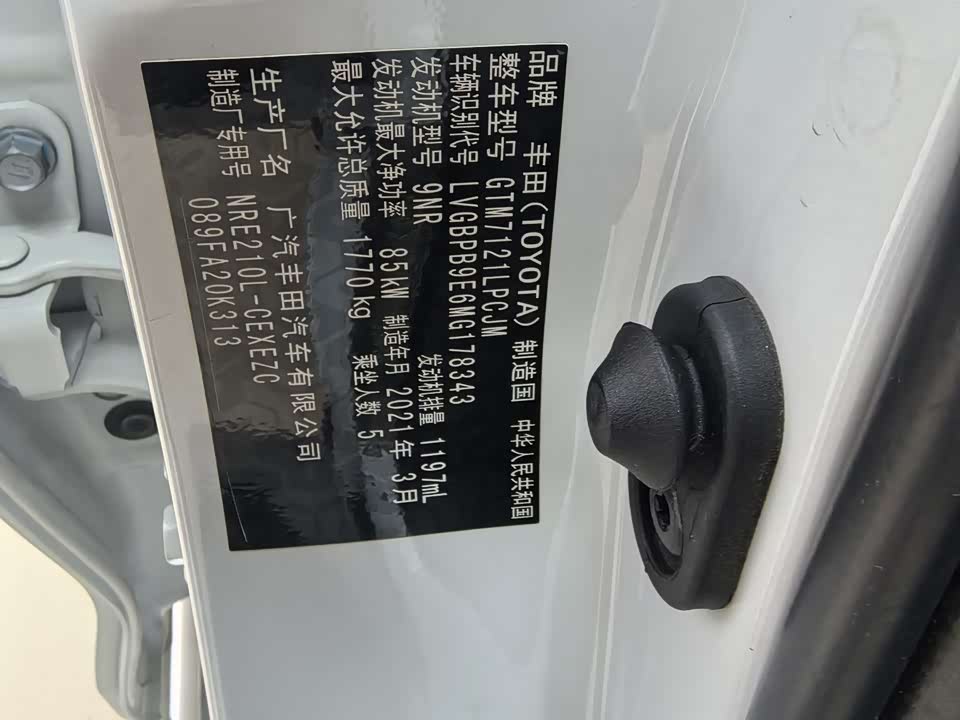 品牌 丰田(TOYOTA) 制造国 中华人民共和国
整车型号 GTM7121LPCJM
车辆识别代号 LVGBPB9E6MG178343
发动机型号 9NR 发动机排量 1197mL
发动机最大净功率 85kW 制造年月 2021年 3月
最大允许总质量 1770kg 乘坐人数 5
生产厂名 广汽丰田汽车有限公司
制造厂专用号 NRE210L-CEXEZC
089FA20K313